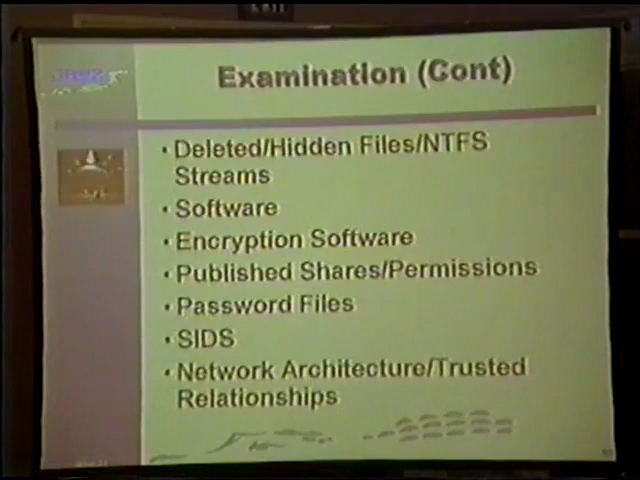 Examination (Cont)
• Deleted/Hidden Files/NTFS
Streams
• Software
• Encryption Software
• Published Shares/Permissions
• Password Files
• SIDS
• Network Architecture/Trusted
Relationships